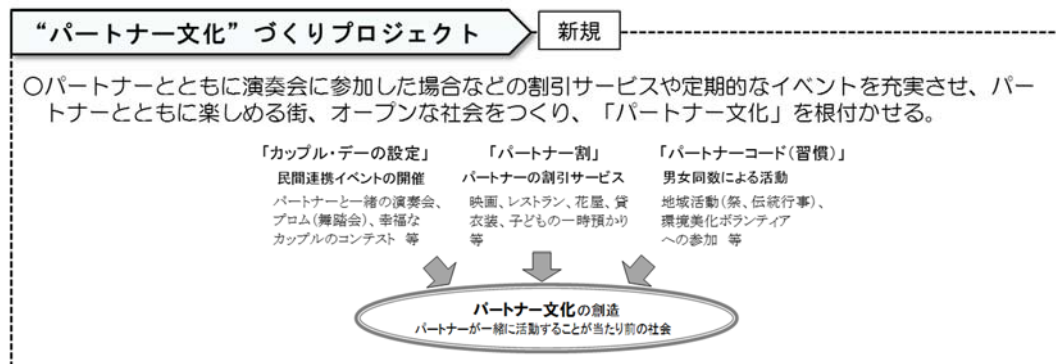 “パートナー文化”づくりプロジェクト
新規
〇パートナーとともに演奏会に参加した場合などの割引サービスや定期的なイベントを充実させ、パー
トナーとともに楽しめる街、オープンな社会をつくり、「パートナー文化」を根付かせる。
「カップル・デーの設定」
民間連携イベントの開催
パートナーと一緒の演奏会、
プロム(舞踏会)、幸福な
カップルのコンテスト 等
「パートナー割」
パートナーの割引サービス
映画、レストラン、花屋、貸
衣装、子どもの一時預かり
等
「パートナーコード(習慣)」
男女同数による活動
地域活動(祭、伝統行事)、
環境美化ボランティア
への参加 等
パートナー文化の創造
パートナーが一緒に活動することが当たり前の社会